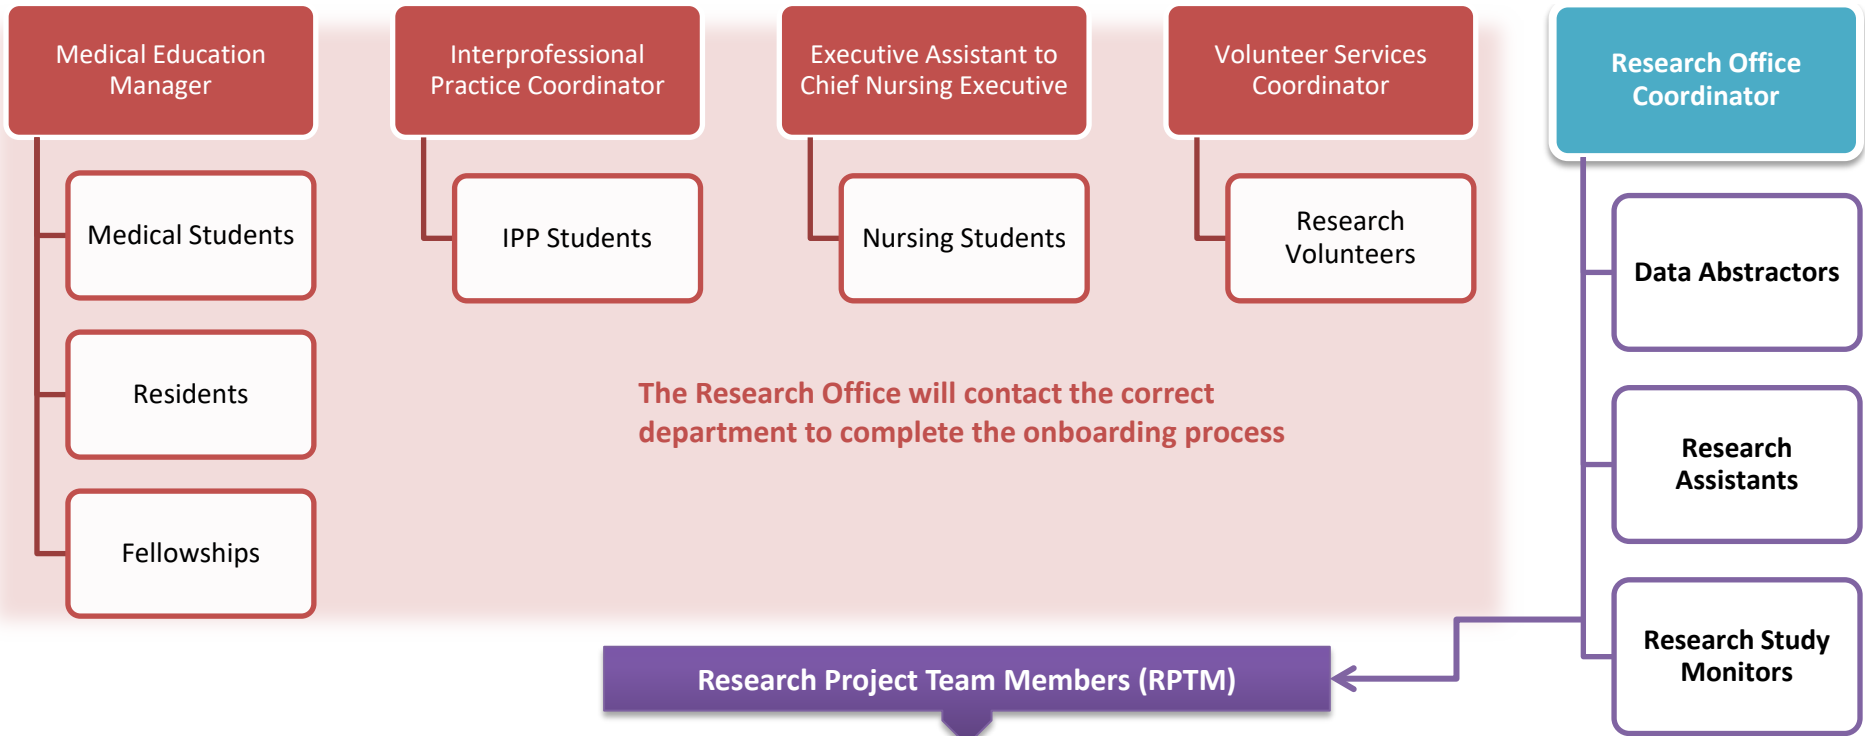 Medical Education
Manager
Interprofessional
Practice Coordinator
Executive Assistant to
Chief Nursing Executive
Volunteer Services
Coordinator
Research Office
Coordinator
Medical Students
IPP Students
Nursing Students
Research
Volunteers
Data Abstractors
Residents
The Research Office will contact the correct
department to complete the onboarding process
Research
Assistants
Fellowships
Research Study
Monitors
Research Project Team Members (RPTM)